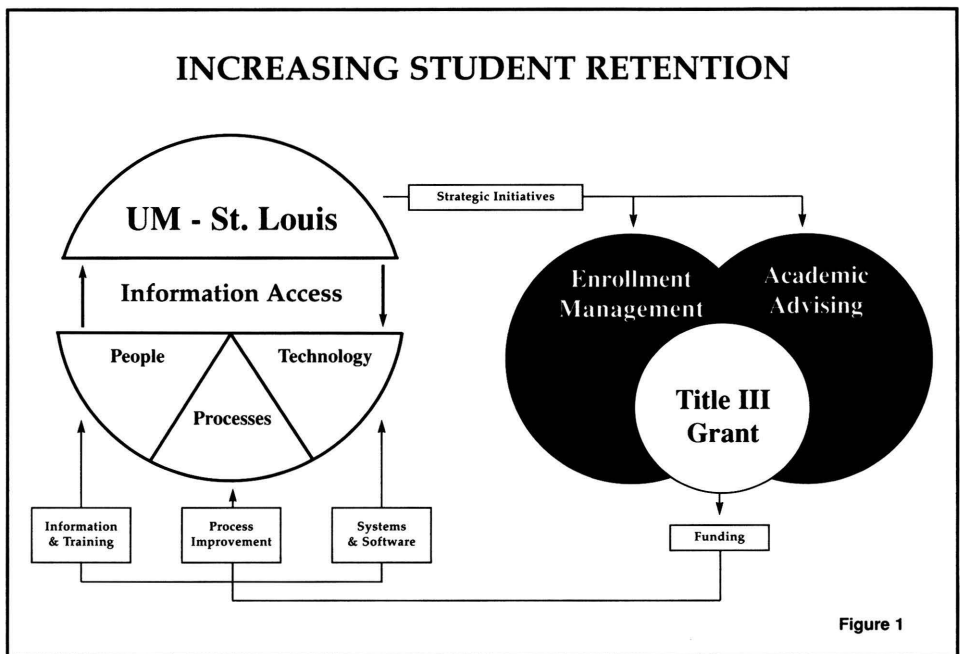 INCREASING STUDENT RETENTION
UM - St. Louis
Strategic Initiatives
Information Access
Enrollment
Management
Academic
Advising
People
Technology
Processes
Title III
Grant
Information
& Training
Process
Improvement
Systems
& Software
Funding
Figure 1